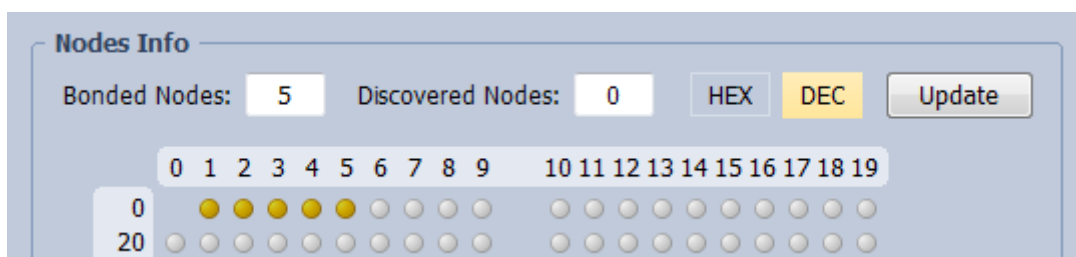 Nodes Info
Bonded Nodes: 5 Discovered Nodes: 0 HEX DEC Update
0 1 2 3 4 5 6 7 8 9 10 11 12 13 14 15 16 17 18 19
0
20